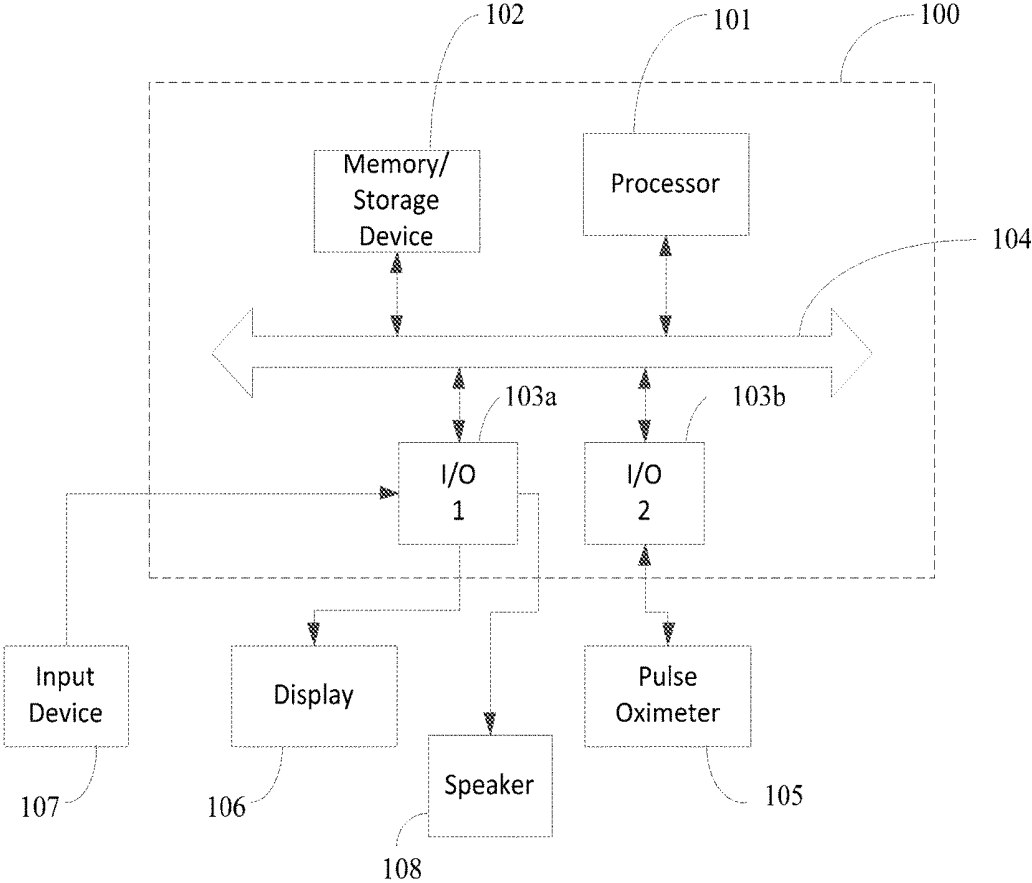 102
101
100
Memory/
Storage
Device
Processor
104
103a
103b
I/O
1
I/O
2
Input
Device
Display
Pulse
Oximeter
Speaker
107
106
105
108